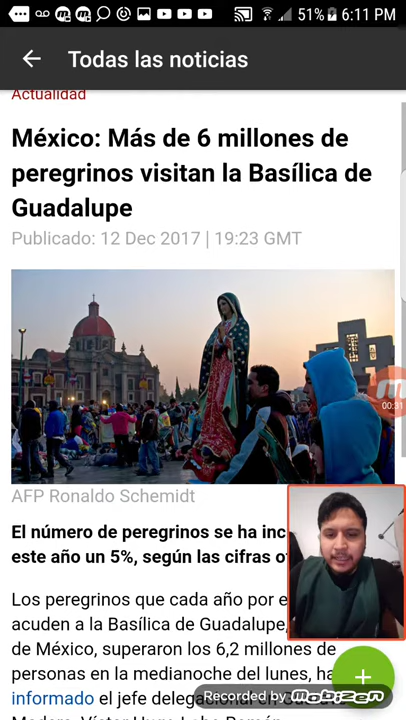 51% 6:11 PM
Todas las noticias
Actualidad
México: Más de 6 millones de
peregrinos visitan la Basílica de
Guadalupe
Publicado: 12 Dec 2017 | 19:23 GMT
AFP Ronaldo Schemidt
00:31
El número de peregrinos se ha
este año un 5%, según las cifras
Los peregrinos que cada año por
acuden a la Basílica de Guadalupe,
de México, superaron los 6,2 millones de
personas en la medianoche del lunes,
informado el jefe
Recorded by mobizen